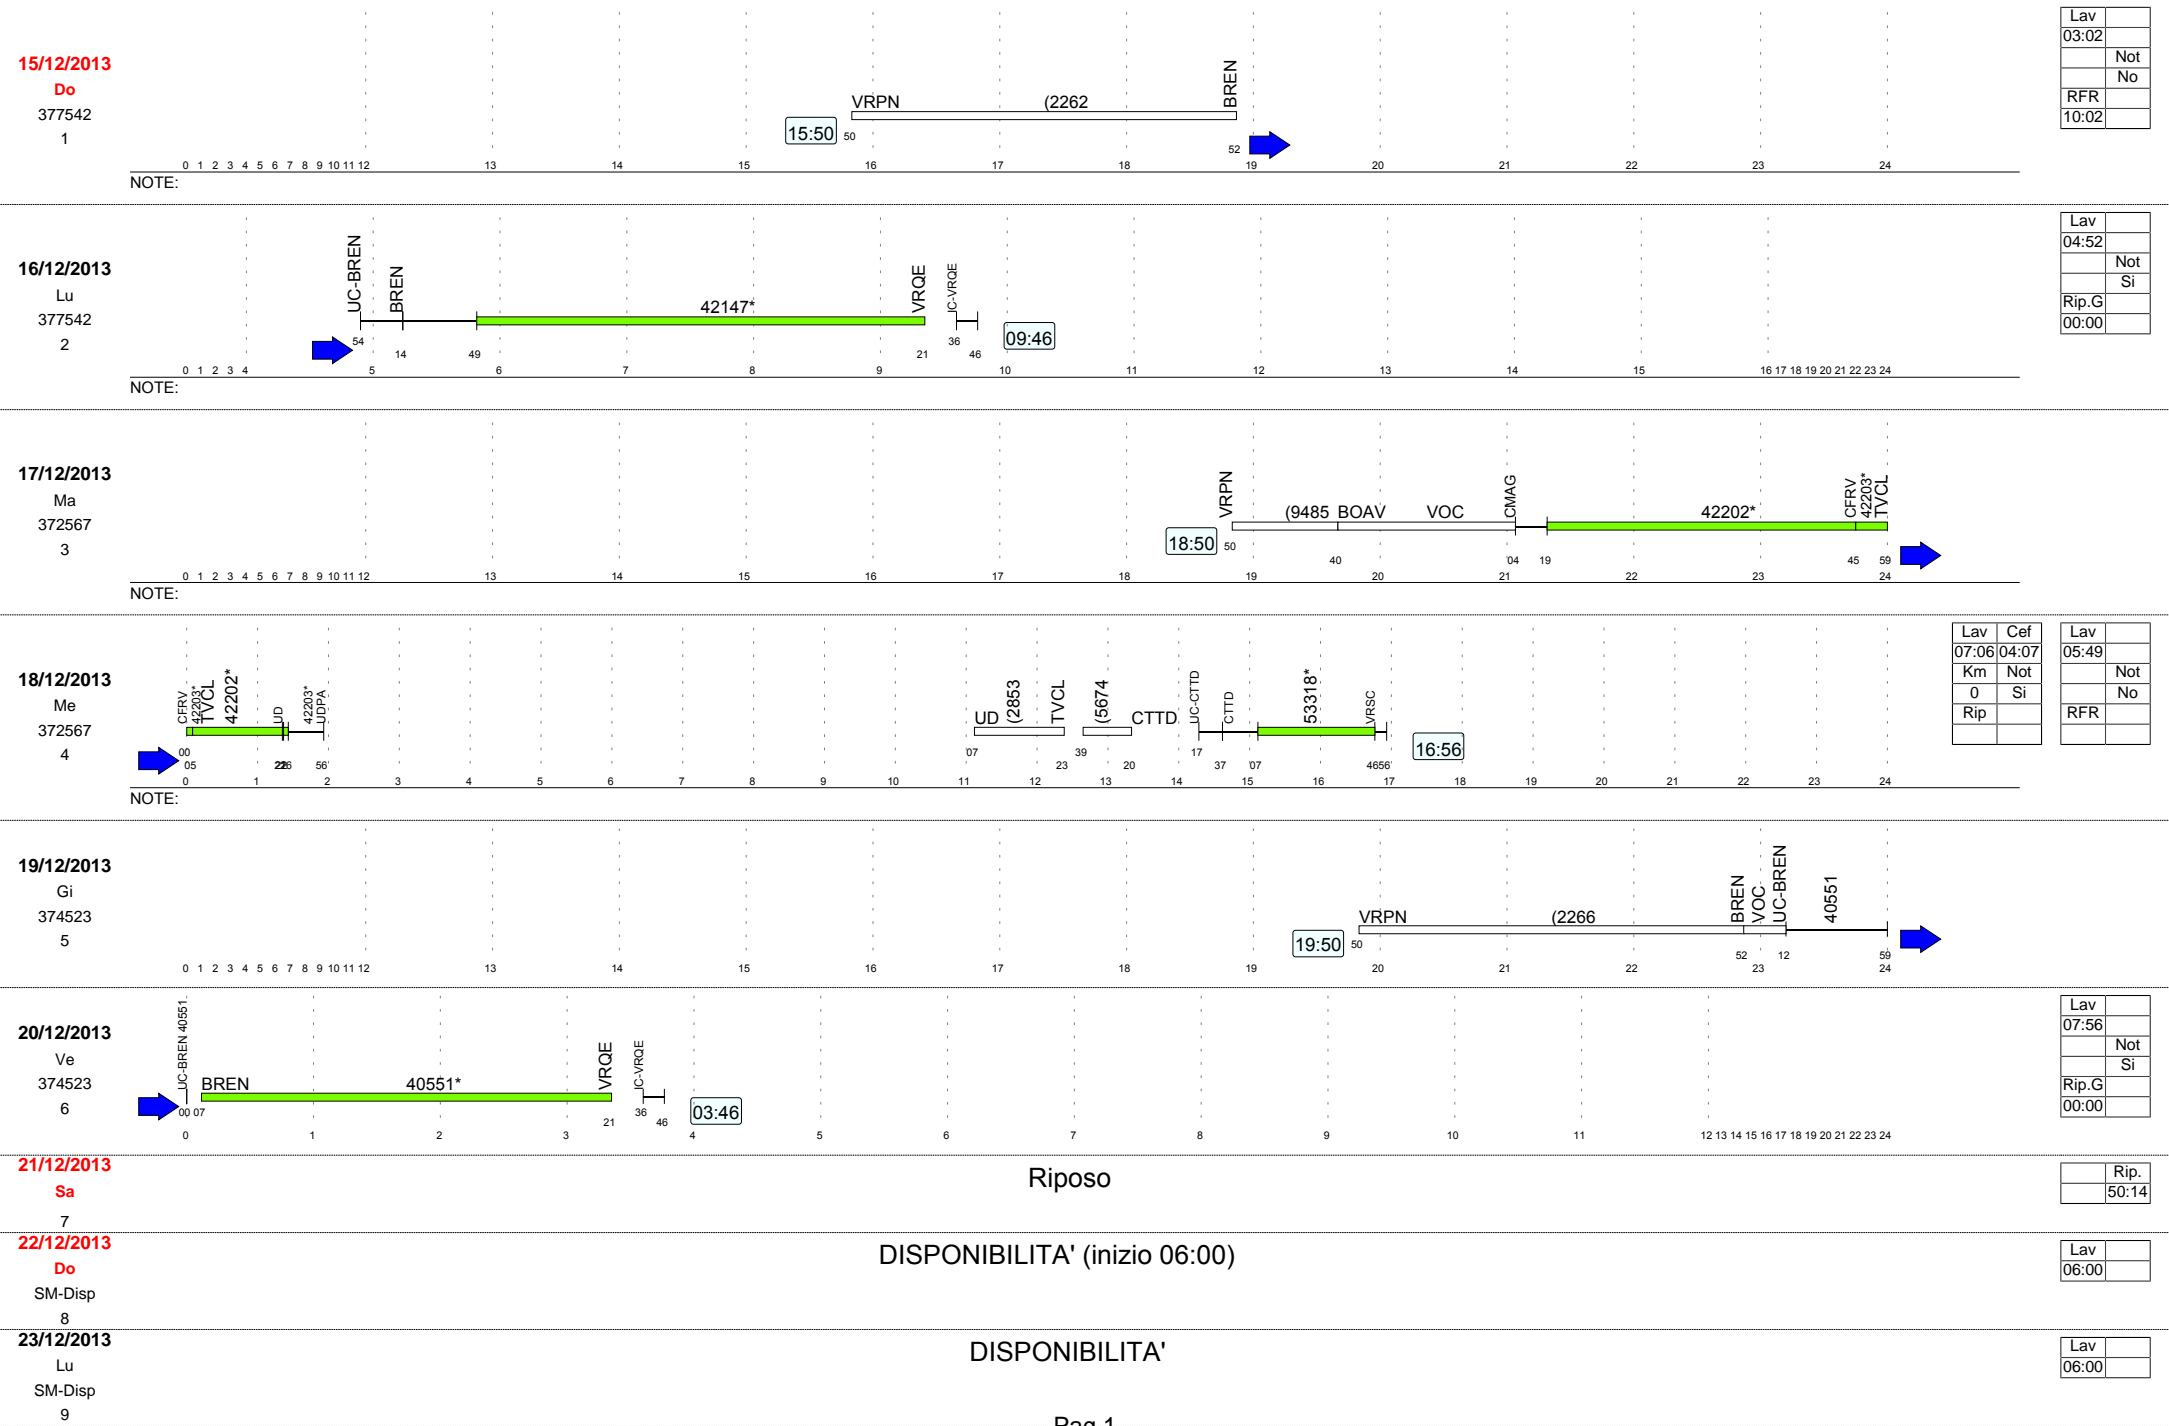 15/12/2013
Do
377542
1
VRPN (2262 BREN
15:50 50 52
0 1 2 3 4 5 6 7 8 9 10 11 12 13 14 15 16 17 18 19 20 21 22 23 24
NOTE:
Lav
03:02
Not
No
RFR
10:02
16/12/2013
Lu
377542
2
UC-BREN BREN 42147* VRQE IC-VRQE
54 14 49 21 36 46 09:46
0 1 2 3 4 5 6 7 8 9 10 11 12 13 14 15 16 17 18 19 20 21 22 23 24
NOTE:
Lav
04:52
Not
Si
Rip.G
00:00
17/12/2013
Ma
372567
3
VRPN (9485 BOAV VOC CMAG 42202* CFRV 42203* TVCL
18:50 50 40 04 19 45 59
0 1 2 3 4 5 6 7 8 9 10 11 12 13 14 15 16 17 18 19 20 21 22 23 24
NOTE:
18/12/2013
Me
372567
4
CFRV 42203* TVCL 42202* UD 42203* UDPA UD (2853 TVCL (5674 CTTD UC-CTTD CTTD 53318* VRSC
00 05 56 07 23 39 20 17 37 07 46 56 16:56
0 1 2 3 4 5 6 7 8 9 10 11 12 13 14 15 16 17 18 19 20 21 22 23 24
NOTE:
Lav Cef
07:06 04:07
Km Not
0 Si
Rip
Lav
05:49
Not
No
RFR
19/12/2013
Gi
374523
5
VRPN (2266 BREN VOC UC-BREN 40551
19:50 50 52 12 59
0 1 2 3 4 5 6 7 8 9 10 11 12 13 14 15 16 17 18 19 20 21 22 23 24
20/12/2013
Ve
374523
6
UC-BREN 40551 BREN 40551* VRQE IC-VRQE
00 07 21 36 46 03:46
0 1 2 3 4 5 6 7 8 9 10 11 12 13 14 15 16 17 18 19 20 21 22 23 24
Lav
07:56
Not
Si
Rip.G
00:00
21/12/2013
Sa
7
Riposo
Rip.
50:14
22/12/2013
Do
SM-Disp
8
DISPONIBILITA' (inizio 06:00)
Lav
06:00
23/12/2013
Lu
SM-Disp
9
DISPONIBILITA'
Lav
06:00
Pag.1